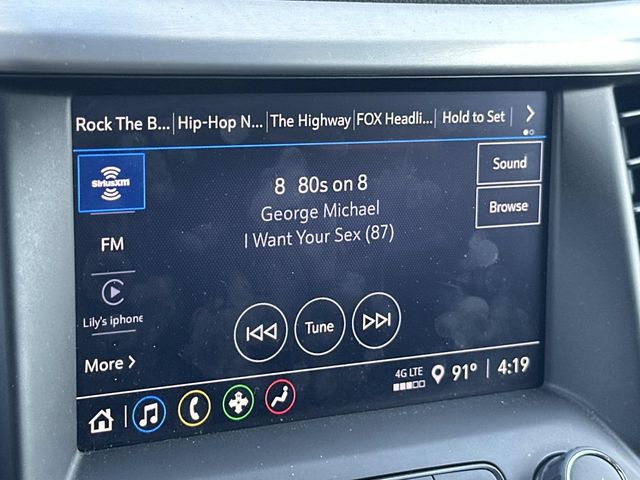 Rock The B... Hip-Hop N... The Highway FOX Headli... Hold to Set
SiriusXM
8 80s on 8
George Michael
I Want Your Sex (87)
Sound
Browse
FM
Lily's iphone
More
Tune
4G LTE
91° 4:19